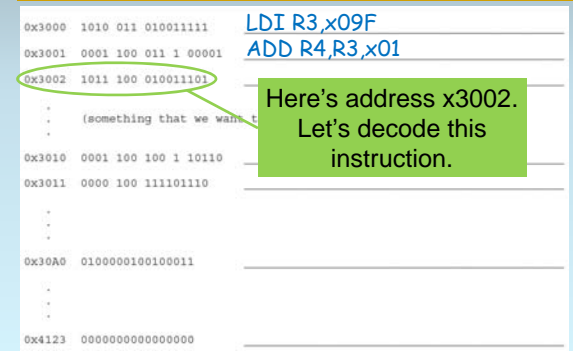 0x3000 1010 011 010011111 LDI R3,x09F
0x3001 0001 100 011 1 00001 ADD R4,R3,x01
0x3002 1011 100 010011101
Here's address x3002.
Let's decode this
instruction.
.
.
.
(something that we want t
0x3010 0001 100 100 1 10110
0x3011 0000 100 111101110
.
.
.
0x30A0 0100000100100011
.
.
.
0x4123 0000000000000000